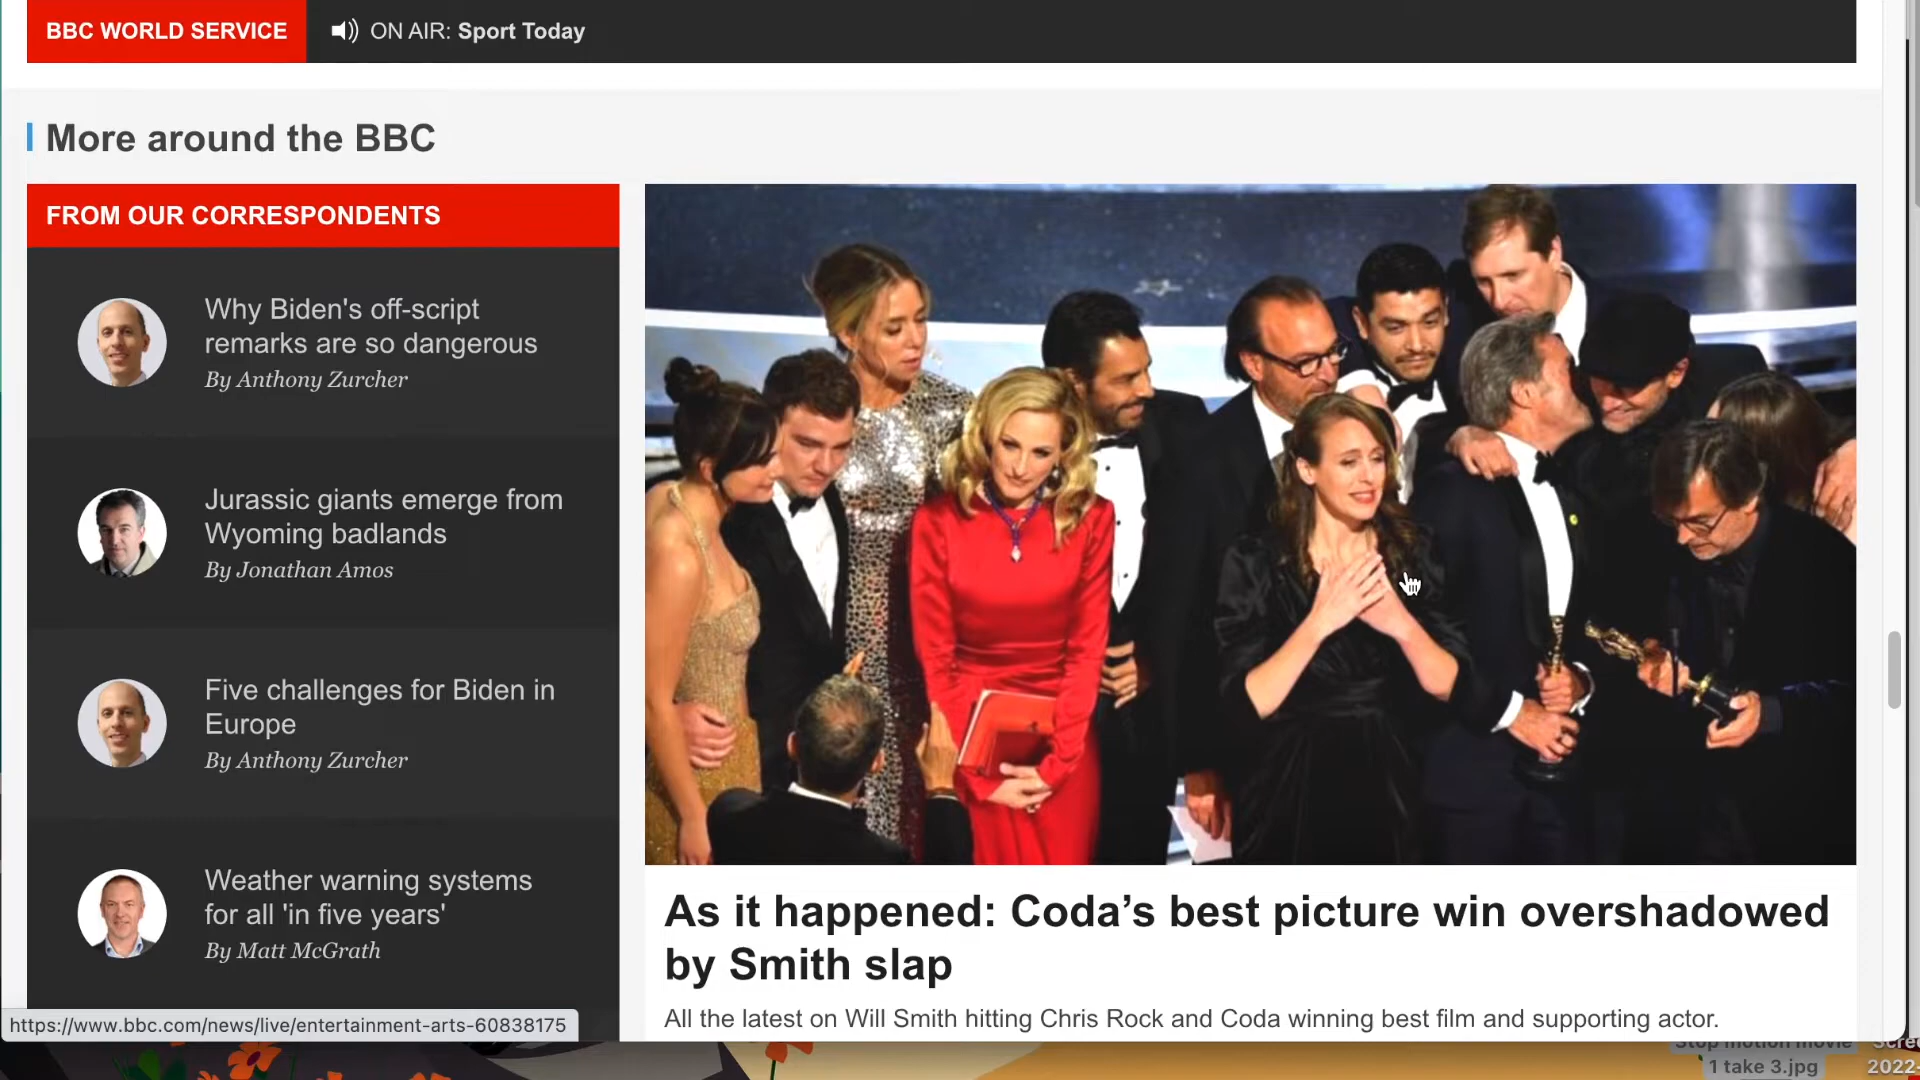 BBC WORLD SERVICE
ON AIR: Sport Today
More around the BBC
FROM OUR CORRESPONDENTS
Why Biden's off-script
remarks are so dangerous
By Anthony Zurcher
Jurassic giants emerge from
Wyoming badlands
By Jonathan Amos
Five challenges for Biden in
Europe
By Anthony Zurcher
Weather warning systems
for all 'in five years'
By Matt McGrath
As it happened: Coda’s best picture win overshadowed
by Smith slap
All the latest on Will Smith hitting Chris Rock and Coda winning best film and supporting actor.
https://www.bbc.com/news/live/entertainment-arts-60838175
Stop motion movie
1 take 3.jpg
2022-